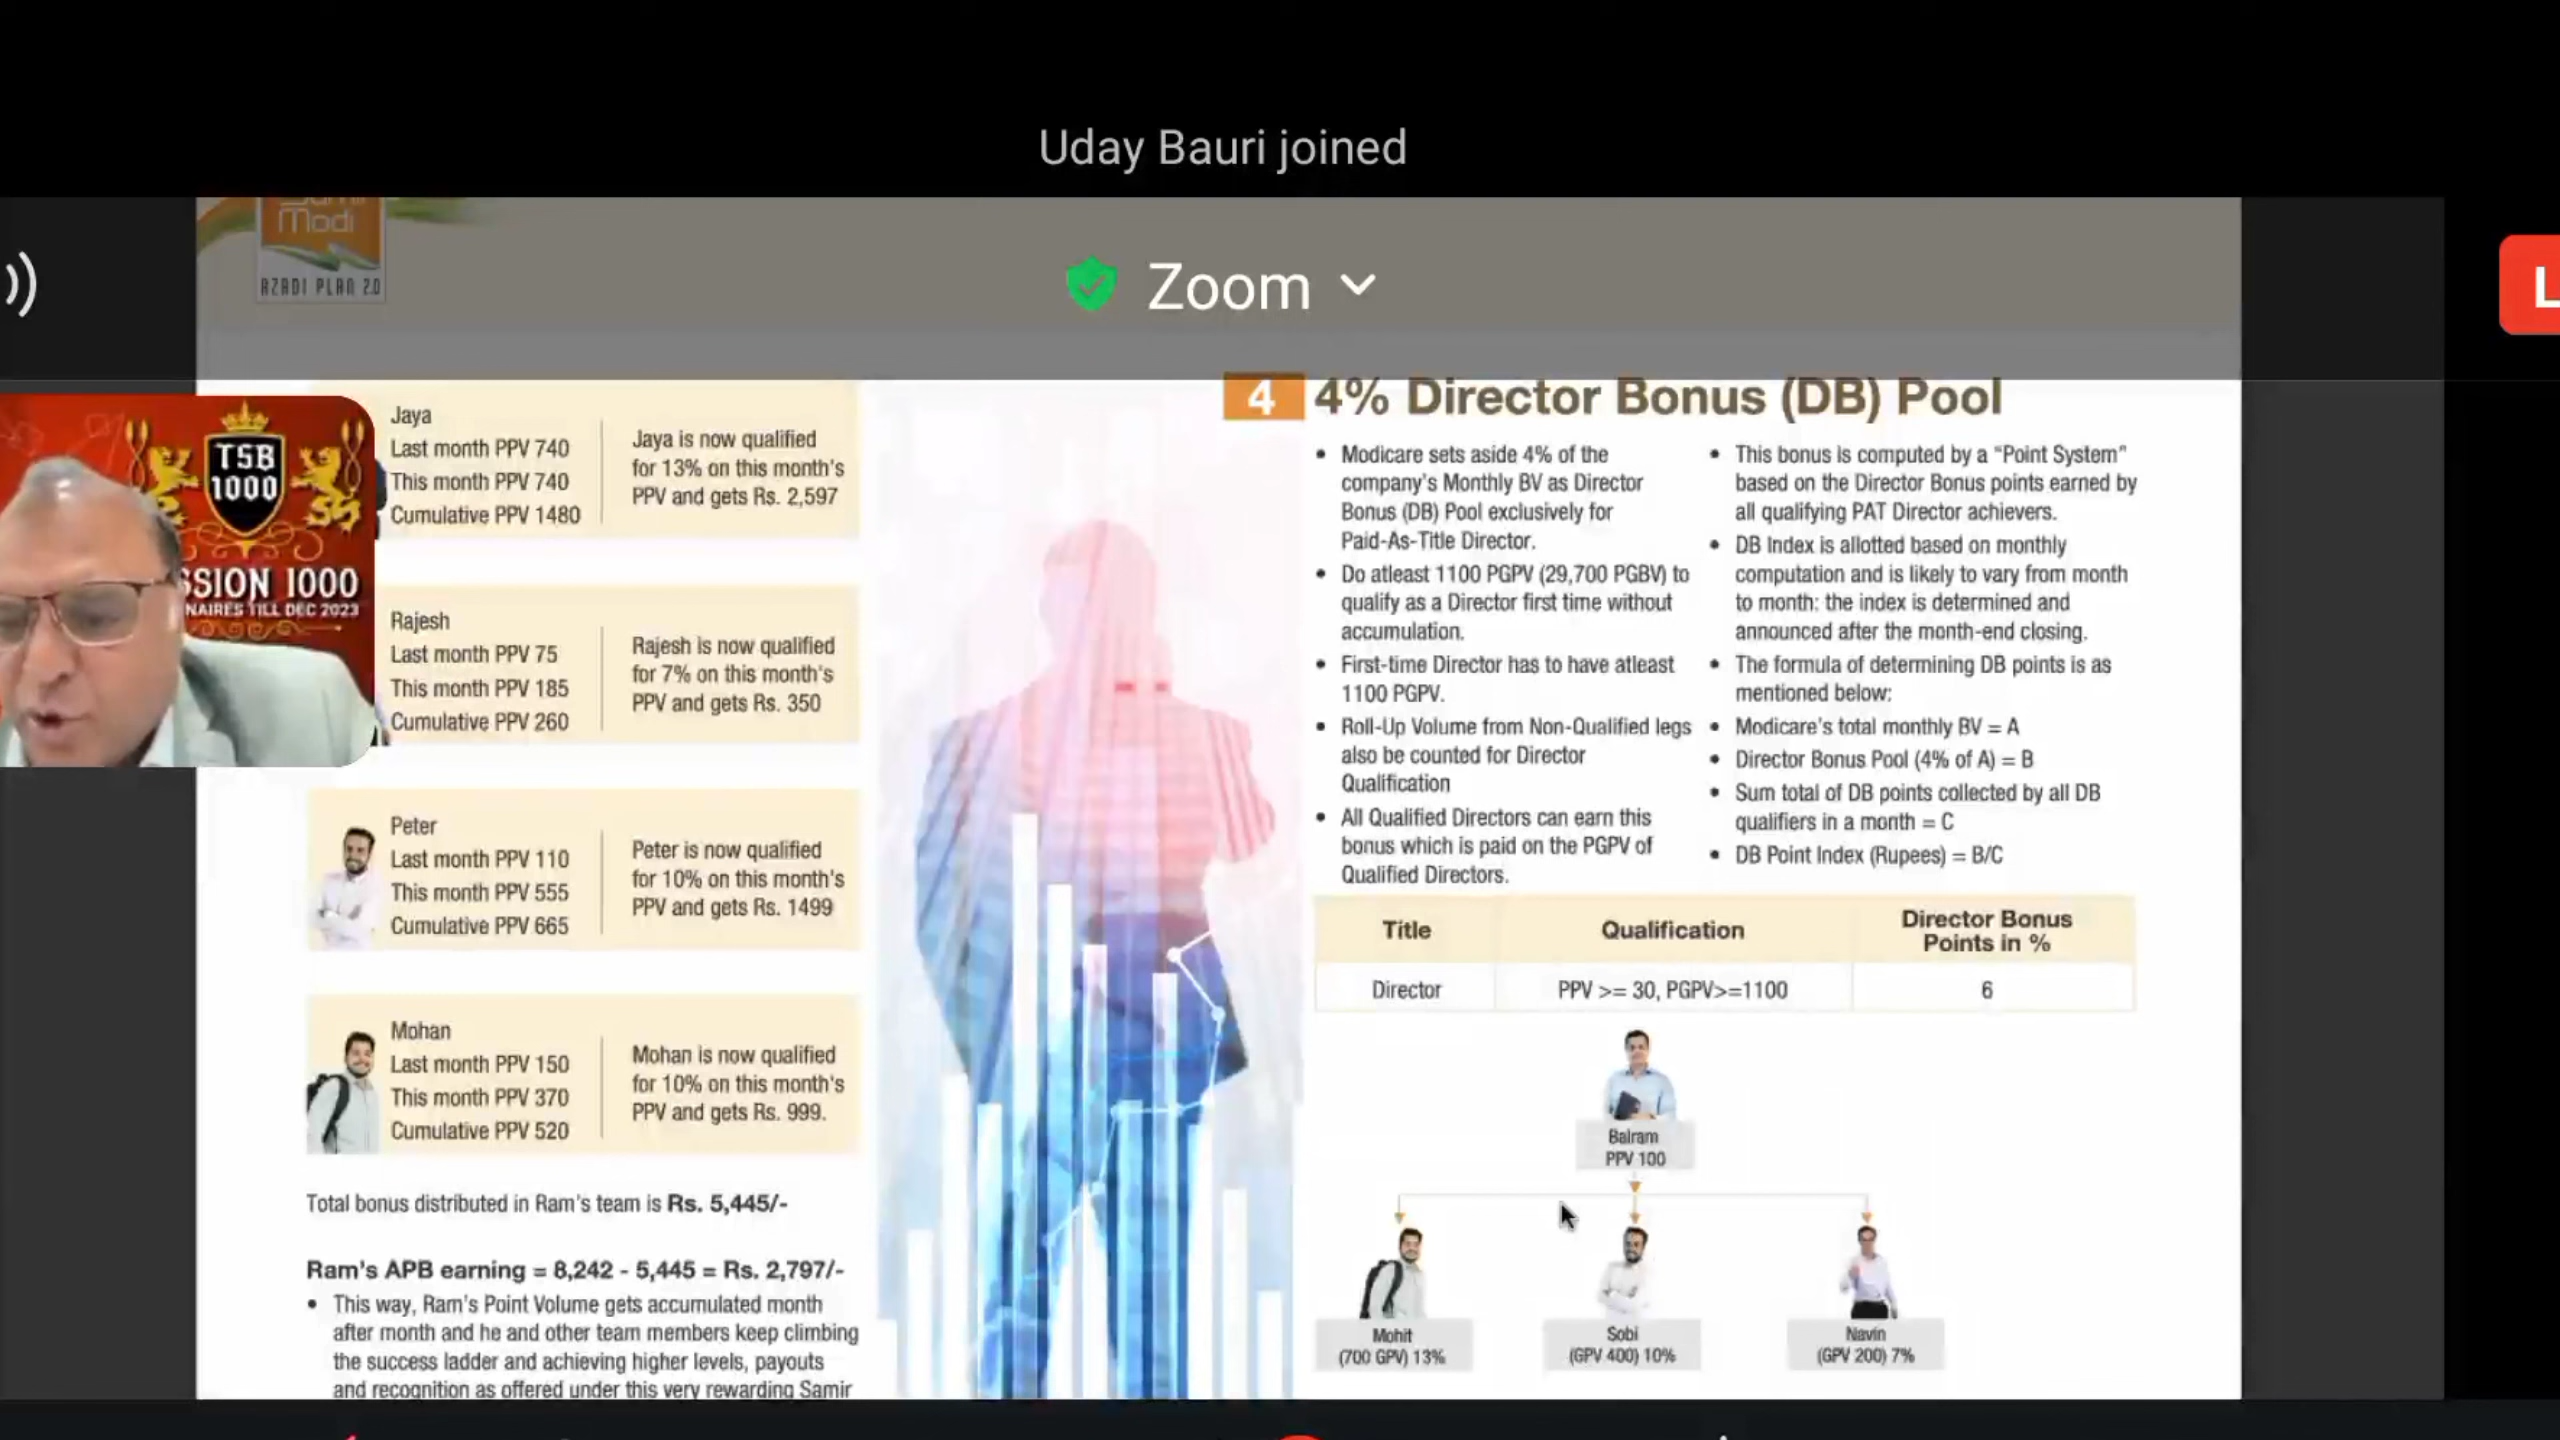 Uday Bauri joined
Modi
AZADI PLAN 2.0
Zoom
L
TSB
1000
SSION 1000
NAIRES TILL DEC 2023
Jaya
Last month PPV 740
This month PPV 740
Cumulative PPV 1480
Jaya is now qualified
for 13% on this month's
PPV and gets Rs. 2,597
Rajesh
Last month PPV 75
This month PPV 185
Cumulative PPV 260
Rajesh is now qualified
for 7% on this month's
PPV and gets Rs. 350
Peter
Last month PPV 110
This month PPV 555
Cumulative PPV 665
Peter is now qualified
for 10% on this month's
PPV and gets Rs. 1499
Mohan
Last month PPV 150
This month PPV 370
Cumulative PPV 520
Mohan is now qualified
for 10% on this month's
PPV and gets Rs. 999.
Total bonus distributed in Ram's team is Rs. 5,445/-
Ram's APB earning = 8,242 - 5,445 = Rs. 2,797/-
• This way, Ram's Point Volume gets accumulated month
after month and he and other team members keep climbing
the success ladder and achieving higher levels, payouts
and recognition as offered under this very rewarding Samir
4 4% Director Bonus (DB) Pool
• Modicare sets aside 4% of the
company's Monthly BV as Director
Bonus (DB) Pool exclusively for
Paid-As-Title Director.
• Do atleast 1100 PGPV (29,700 PGBV) to
qualify as a Director first time without
accumulation.
• First-time Director has to have atleast
1100 PGPV.
• Roll-Up Volume from Non-Qualified legs
also be counted for Director
Qualification
• All Qualified Directors can earn this
bonus which is paid on the PGPV of
Qualified Directors.
• This bonus is computed by a “Point System”
based on the Director Bonus points earned by
all qualifying PAT Director achievers.
• DB Index is allotted based on monthly
computation and is likely to vary from month
to month: the index is determined and
announced after the month-end closing.
• The formula of determining DB points is as
mentioned below:
• Modicare's total monthly BV = A
• Director Bonus Pool (4% of A) = B
• Sum total of DB points collected by all DB
qualifiers in a month = C
• DB Point Index (Rupees) = B/C
Title Qualification Director Bonus
Points in %
Director PPV >= 30, PGPV>=1100 6
Balram
PPV 100
Mohit
(700 GPV) 13%
Sobi
(GPV 400) 10%
Navin
(GPV 200) 7%